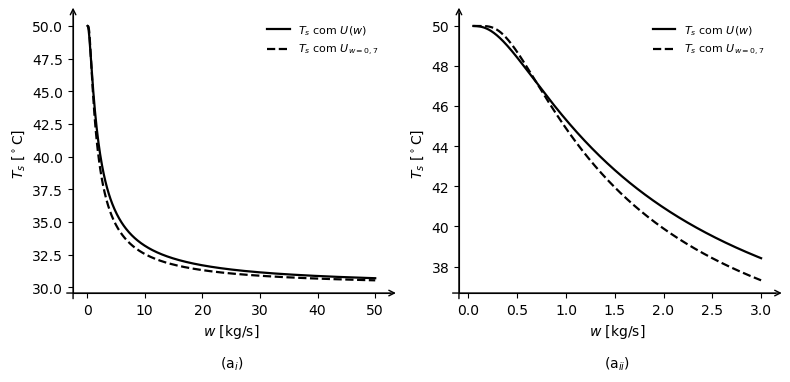 50.0
47.5
45.0
42.5
40.0
37.5
35.0
32.5
30.0
T_s [°C]
T_s com U(w)
T_s com U_{w=0,7}
0 10 20 30 40 50
w [kg/s]
(a_i)
50
48
46
44
42
40
38
T_s [°C]
T_s com U(w)
T_s com U_{w=0,7}
0.0 0.5 1.0 1.5 2.0 2.5 3.0
w [kg/s]
(a_{ii})